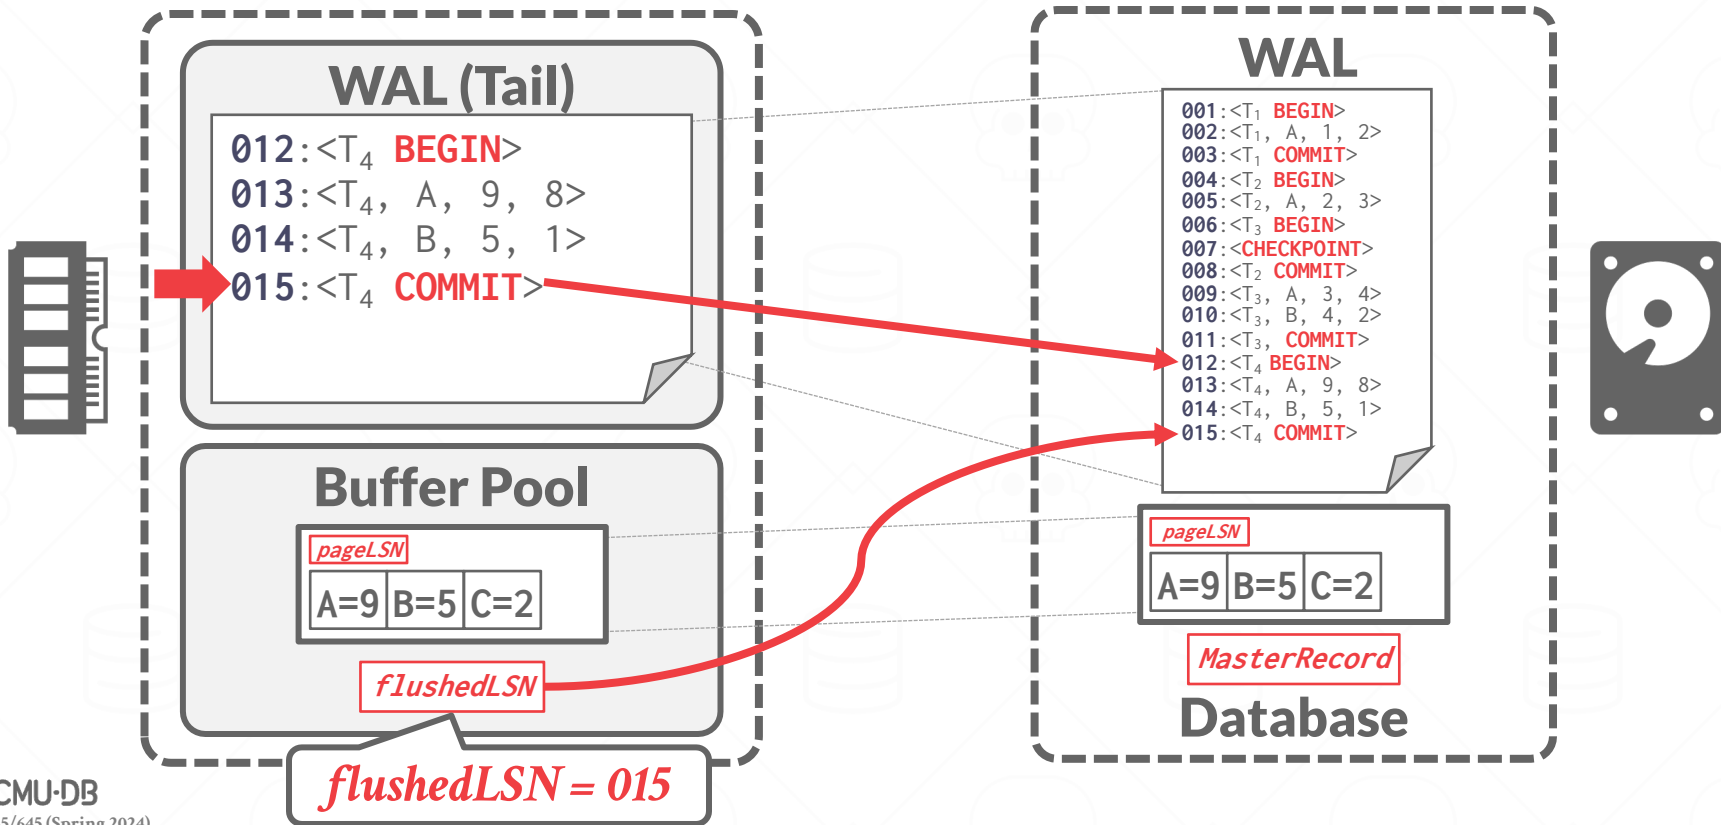 WAL (Tail)
012:<T4 BEGIN>
013:<T4, A, 9, 8>
014:<T4, B, 5, 1>
015:<T4 COMMIT>
Buffer Pool
pageLSN
A=9 B=5 C=2
flushedLSN
flushedLSN = 015
WAL
001:<T1 BEGIN>
002:<T1, A, 1, 2>
003:<T1 COMMIT>
004:<T2 BEGIN>
005:<T2, A, 2, 3>
006:<T3 BEGIN>
007:<CHECKPOINT>
008:<T2 COMMIT>
009:<T3, A, 3, 4>
010:<T3, B, 4, 2>
011:<T3, COMMIT>
012:<T4 BEGIN>
013:<T4, A, 9, 8>
014:<T4, B, 5, 1>
015:<T4 COMMIT>
pageLSN
A=9 B=5 C=2
MasterRecord
Database
CMU·DB
5/645 (Spring 2024)